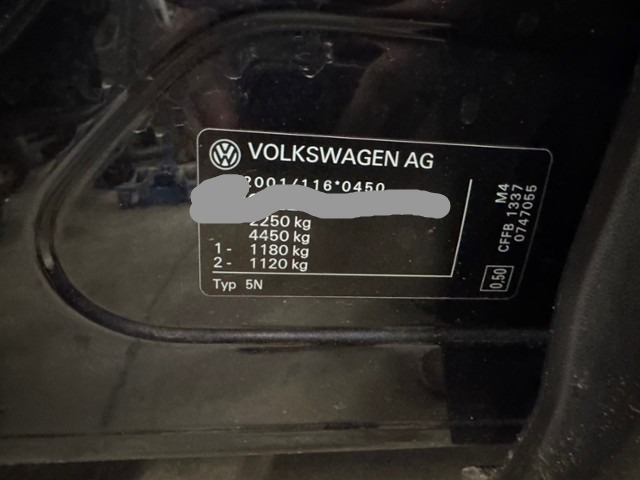 VOLKSWAGEN AG
2001/116*0450
2250 kg
4450 kg
1 - 1180 kg
2 - 1120 kg
Typ 5N
M4
CFFB 1337
0747055
0,50